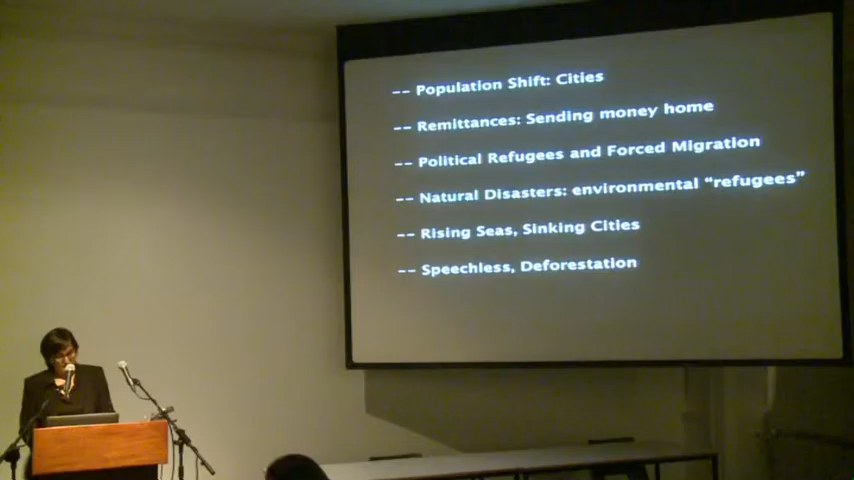 -- Population Shift: Cities
-- Remittances: Sending money home
-- Political Refugees and Forced Migration
-- Natural Disasters: environmental “refugees”
-- Rising Seas, Sinking Cities
-- Speechless, Deforestation